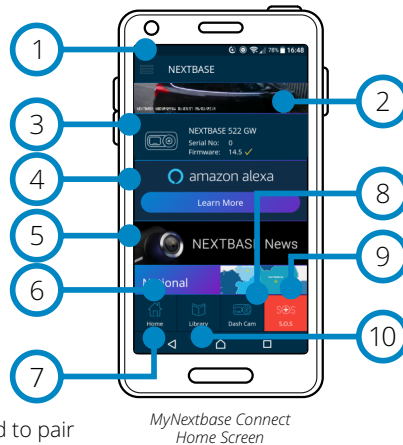 1
78% 16:48
NEXTBASE
2
3
NEXTBASE 522 GW
Serial No: 0
Firmware: 14.5
4
amazon alexa
Learn More
8
5
NEXTBASE News
9
National
6
Home
Library
Dash Cam
SOS
S.O.S
10
7
d to pair
MyNextbase Connect
Home Screen